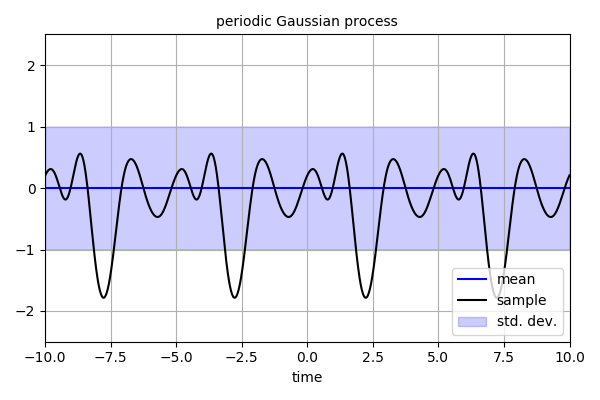 periodic Gaussian process
2
1
0
−1
−2
mean
sample
std. dev.
−10.0 −7.5 −5.0 −2.5 0.0 2.5 5.0 7.5 10.0
time